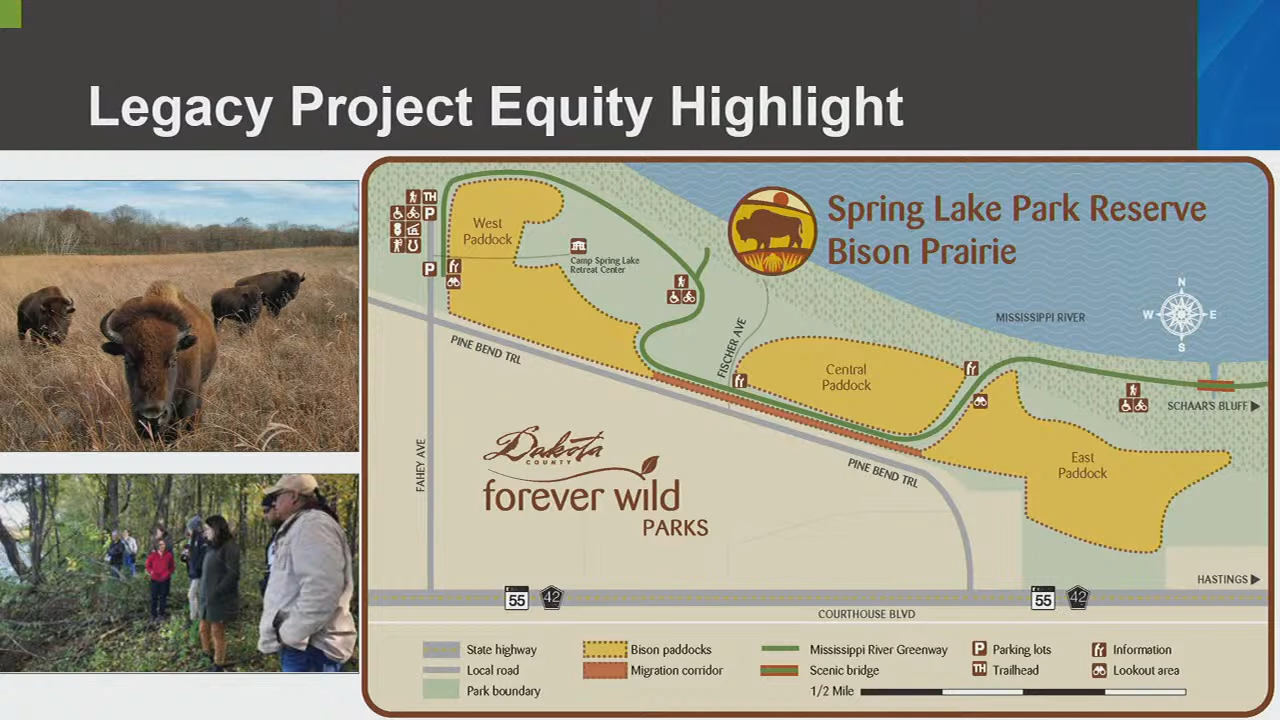 Legacy Project Equity Highlight
Spring Lake Park Reserve
Bison Prairie
TH
P
P
West
Paddock
Camp Spring Lake
Retreat Center
N
W
E
S
MISSISSIPPI RIVER
PINE BEND TRL
FISCHER AVE
Central
Paddock
SCHAAR'S BLUFF
Dakota
COUNTY
forever wild
PARKS
FAHEY AVE
PINE BEND TRL
East
Paddock
HASTINGS
55
42
55
42
COURTHOUSE BLVD
State highway
Bison paddocks
Mississippi River Greenway
P
Parking lots
Information
Local road
Migration corridor
Scenic bridge
TH
Trailhead
Lookout area
Park boundary
1/2 Mile